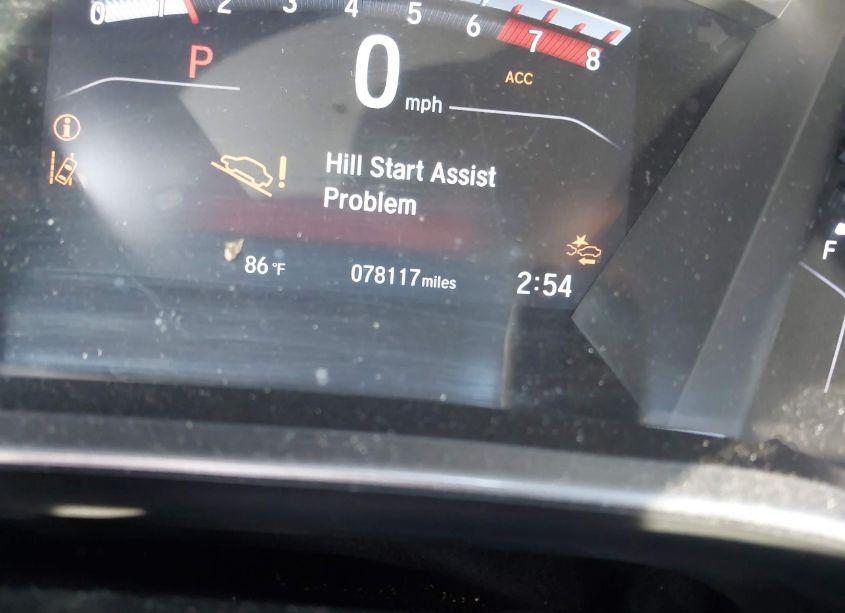 0 2 3 4 5 6 7 8
P 0 mph ACC
Hill Start Assist
Problem
86 °F 078117 miles 2:54
F